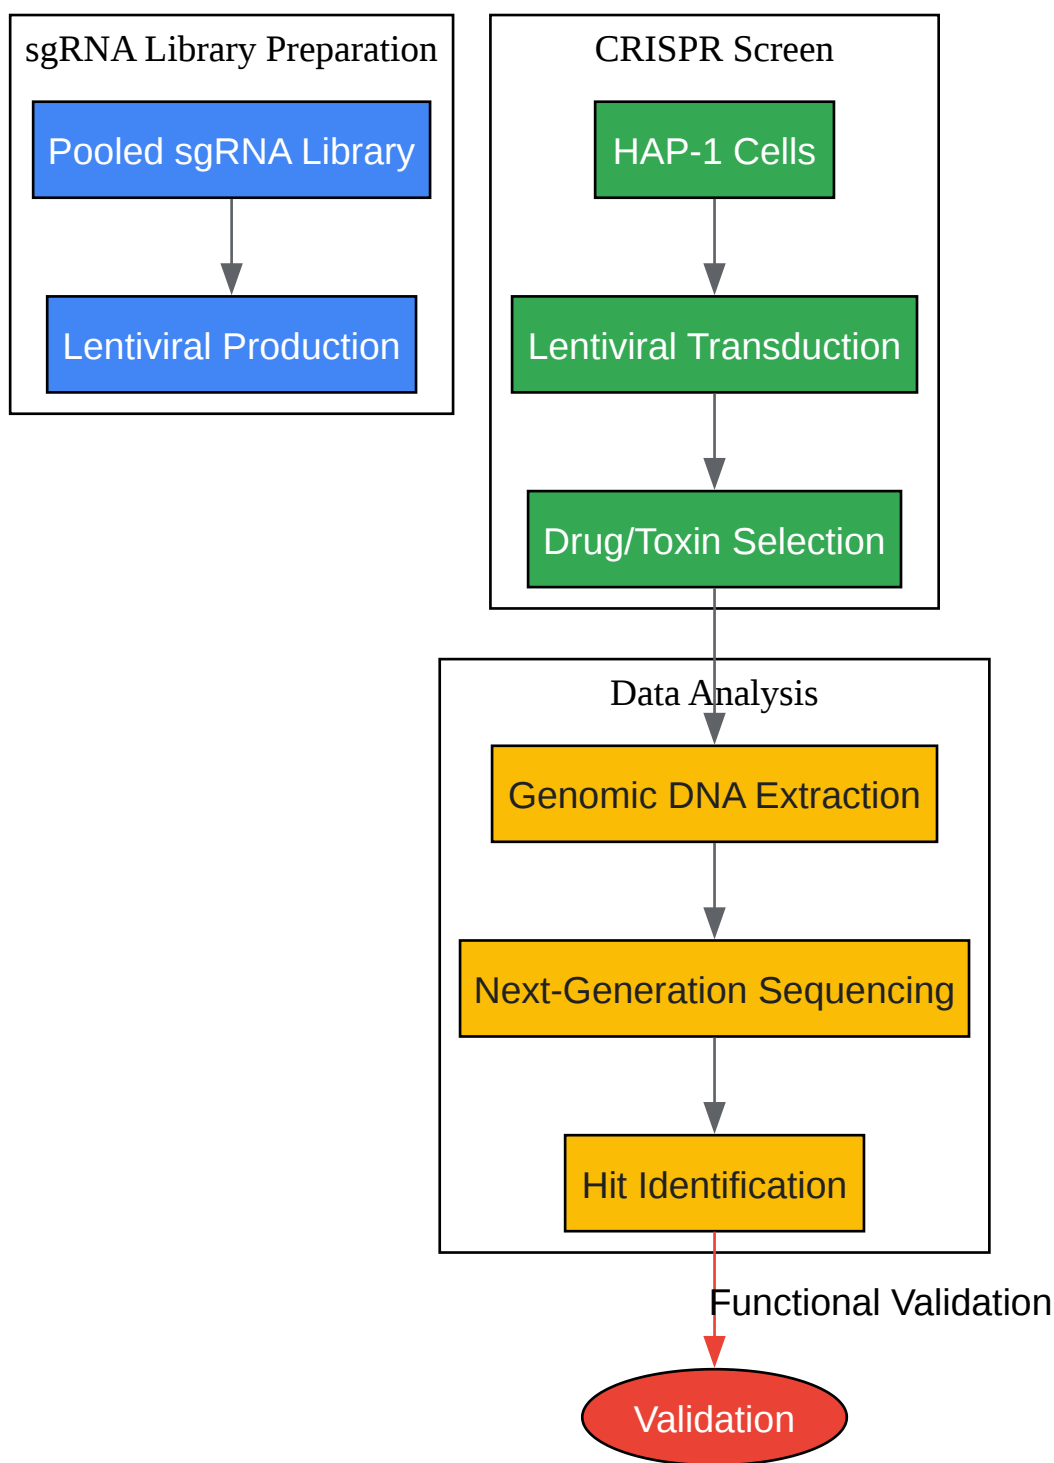 sgRNA Library Preparation
Pooled sgRNA Library
Lentiviral Production
CRISPR Screen
HAP-1 Cells
Lentiviral Transduction
Drug/Toxin Selection
Data Analysis
Genomic DNA Extraction
Next-Generation Sequencing
Hit Identification
Functional Validation
Validation